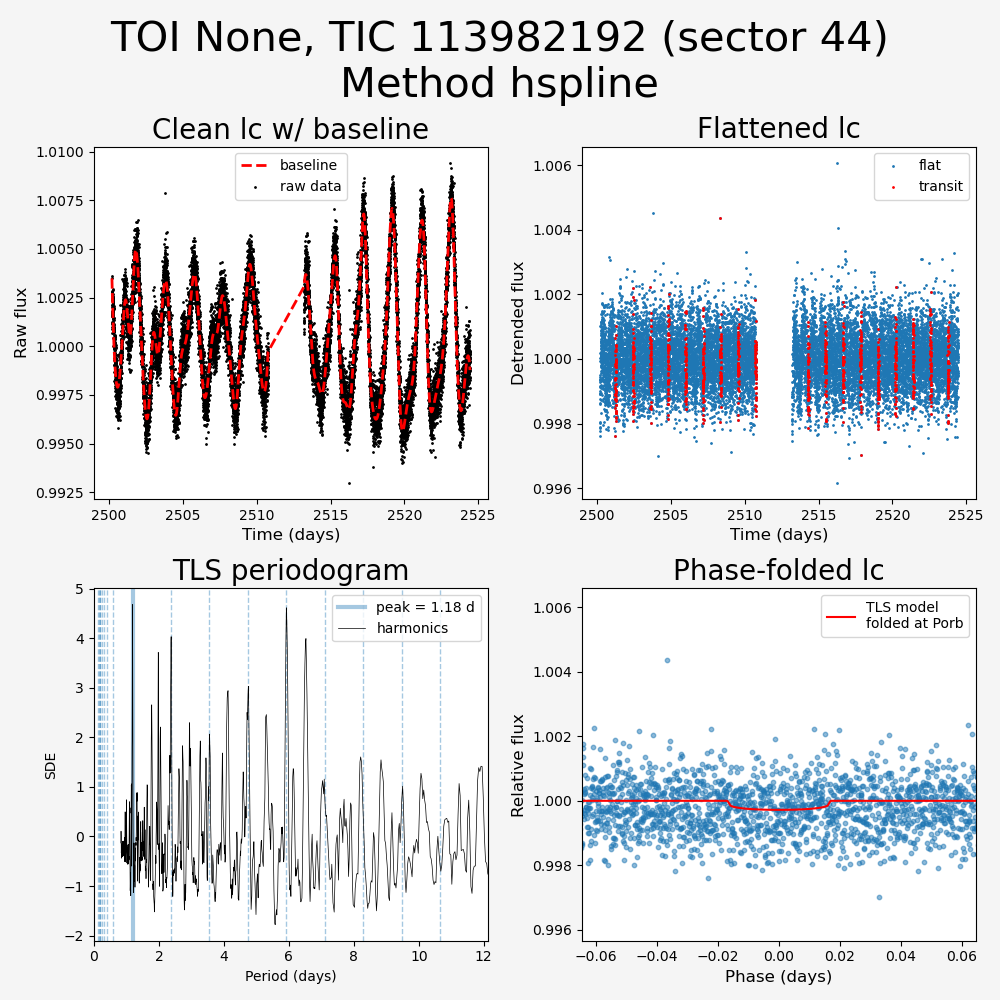 TOI None, TIC 113982192 (sector 44)
Method hspline
Clean lc w/ baseline
Flattened lc
1.0100
1.0075
1.0050
1.0025
1.0000
0.9975
0.9950
0.9925
Raw flux
baseline
raw data
2500
2505
2510
2515
2520
2525
Time (days)
1.006
1.004
1.002
1.000
0.998
0.996
Detrended flux
flat
transit
2500
2505
2510
2515
2520
2525
Time (days)
TLS periodogram
Phase-folded lc
5
4
3
2
1
0
−1
−2
SDE
peak = 1.18 d
harmonics
0
2
4
6
8
10
12
Period (days)
1.006
1.004
1.002
1.000
0.998
0.996
Relative flux
TLS model
folded at Porb
−0.06
−0.04
−0.02
0.00
0.02
0.04
0.06
Phase (days)